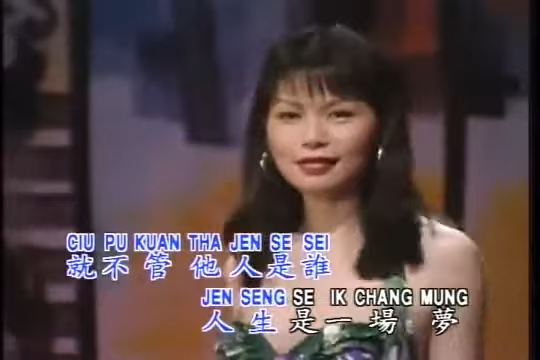 CIU PU KUAN THA JEN SE SEI
就不管 他人是誰
JEN SENG SE IK CHANG MUNG
人生是一場 夢